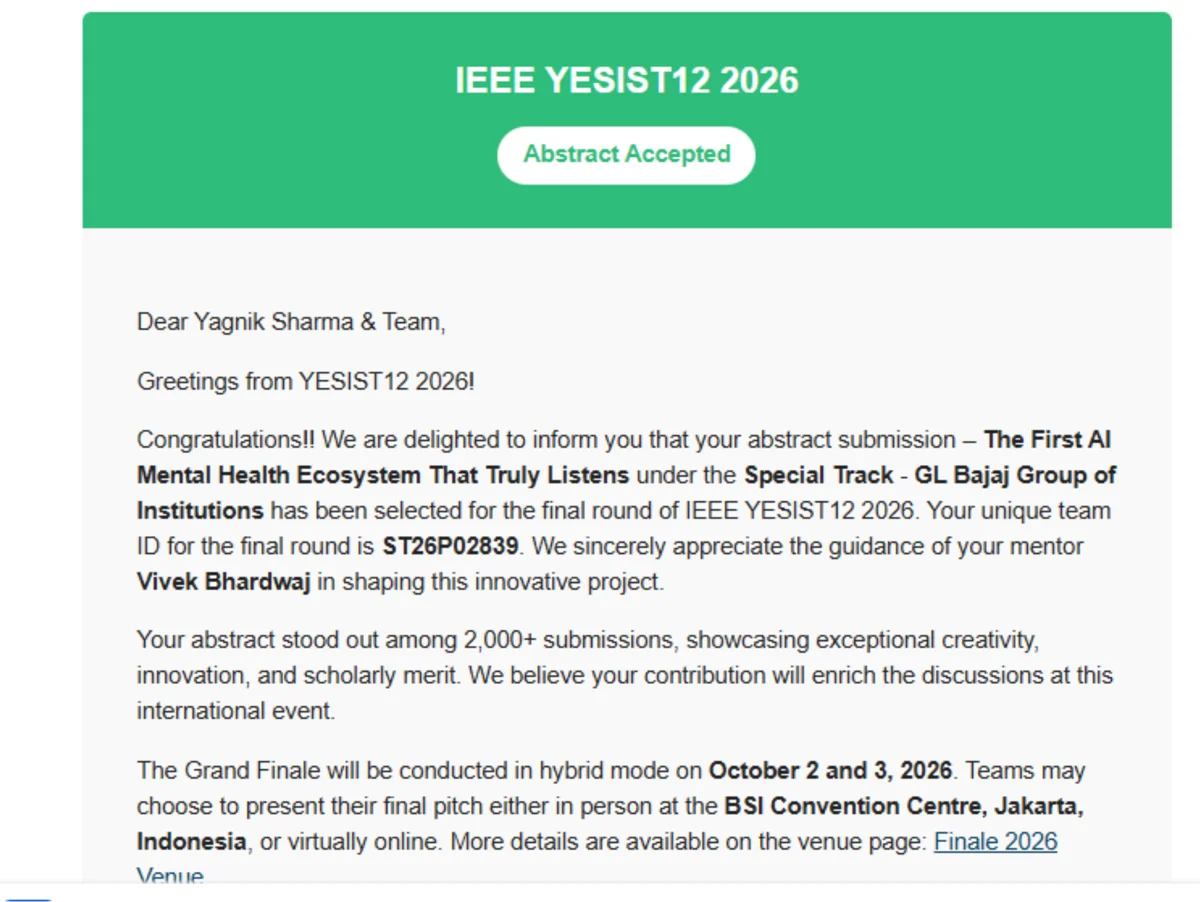 IEEE YESIST12 2026
Abstract Accepted
Dear Yagnik Sharma & Team,
Greetings from YESIST12 2026!
Congratulations!! We are delighted to inform you that your abstract submission – The First AI
Mental Health Ecosystem That Truly Listens under the Special Track - GL Bajaj Group of
Institutions has been selected for the final round of IEEE YESIST12 2026. Your unique team
ID for the final round is ST26P02839. We sincerely appreciate the guidance of your mentor
Vivek Bhardwaj in shaping this innovative project.
Your abstract stood out among 2,000+ submissions, showcasing exceptional creativity,
innovation, and scholarly merit. We believe your contribution will enrich the discussions at this
international event.
The Grand Finale will be conducted in hybrid mode on October 2 and 3, 2026. Teams may
choose to present their final pitch either in person at the BSI Convention Centre, Jakarta,
Indonesia, or virtually online. More details are available on the venue page: Finale 2026
Venue